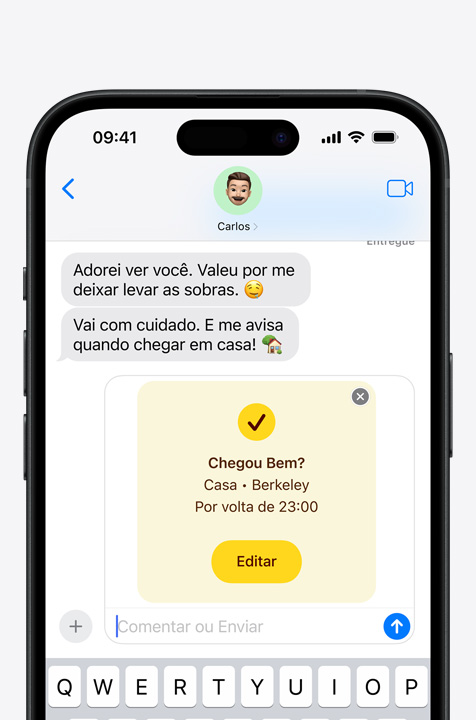 09:41
Carlos
Entregue
Adorei ver você. Valeu por me
deixar levar as sobras.
Vai com cuidado. E me avisa
quando chegar em casa!
Chegou Bem?
Casa • Berkeley
Por volta de 23:00
Editar
Comentar ou Enviar
Q W E R T Y U I O P